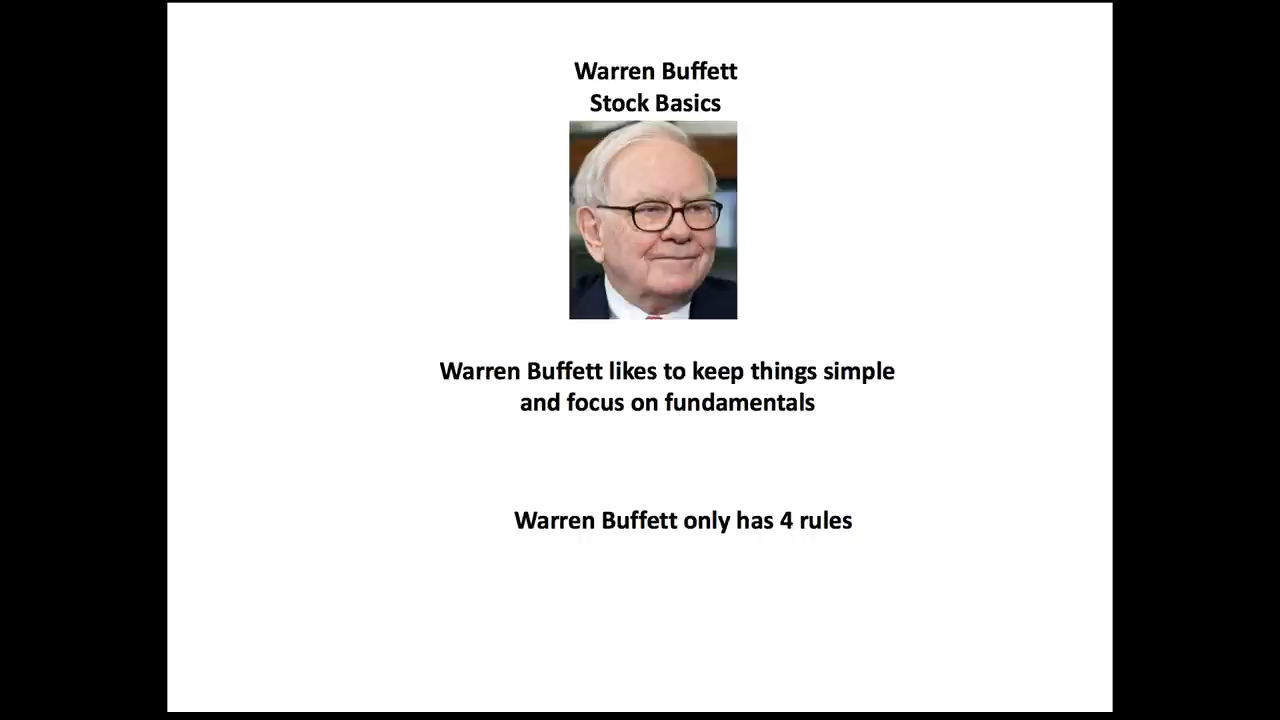 Warren Buffett
Stock Basics
Warren Buffett likes to keep things simple
and focus on fundamentals
Warren Buffett only has 4 rules